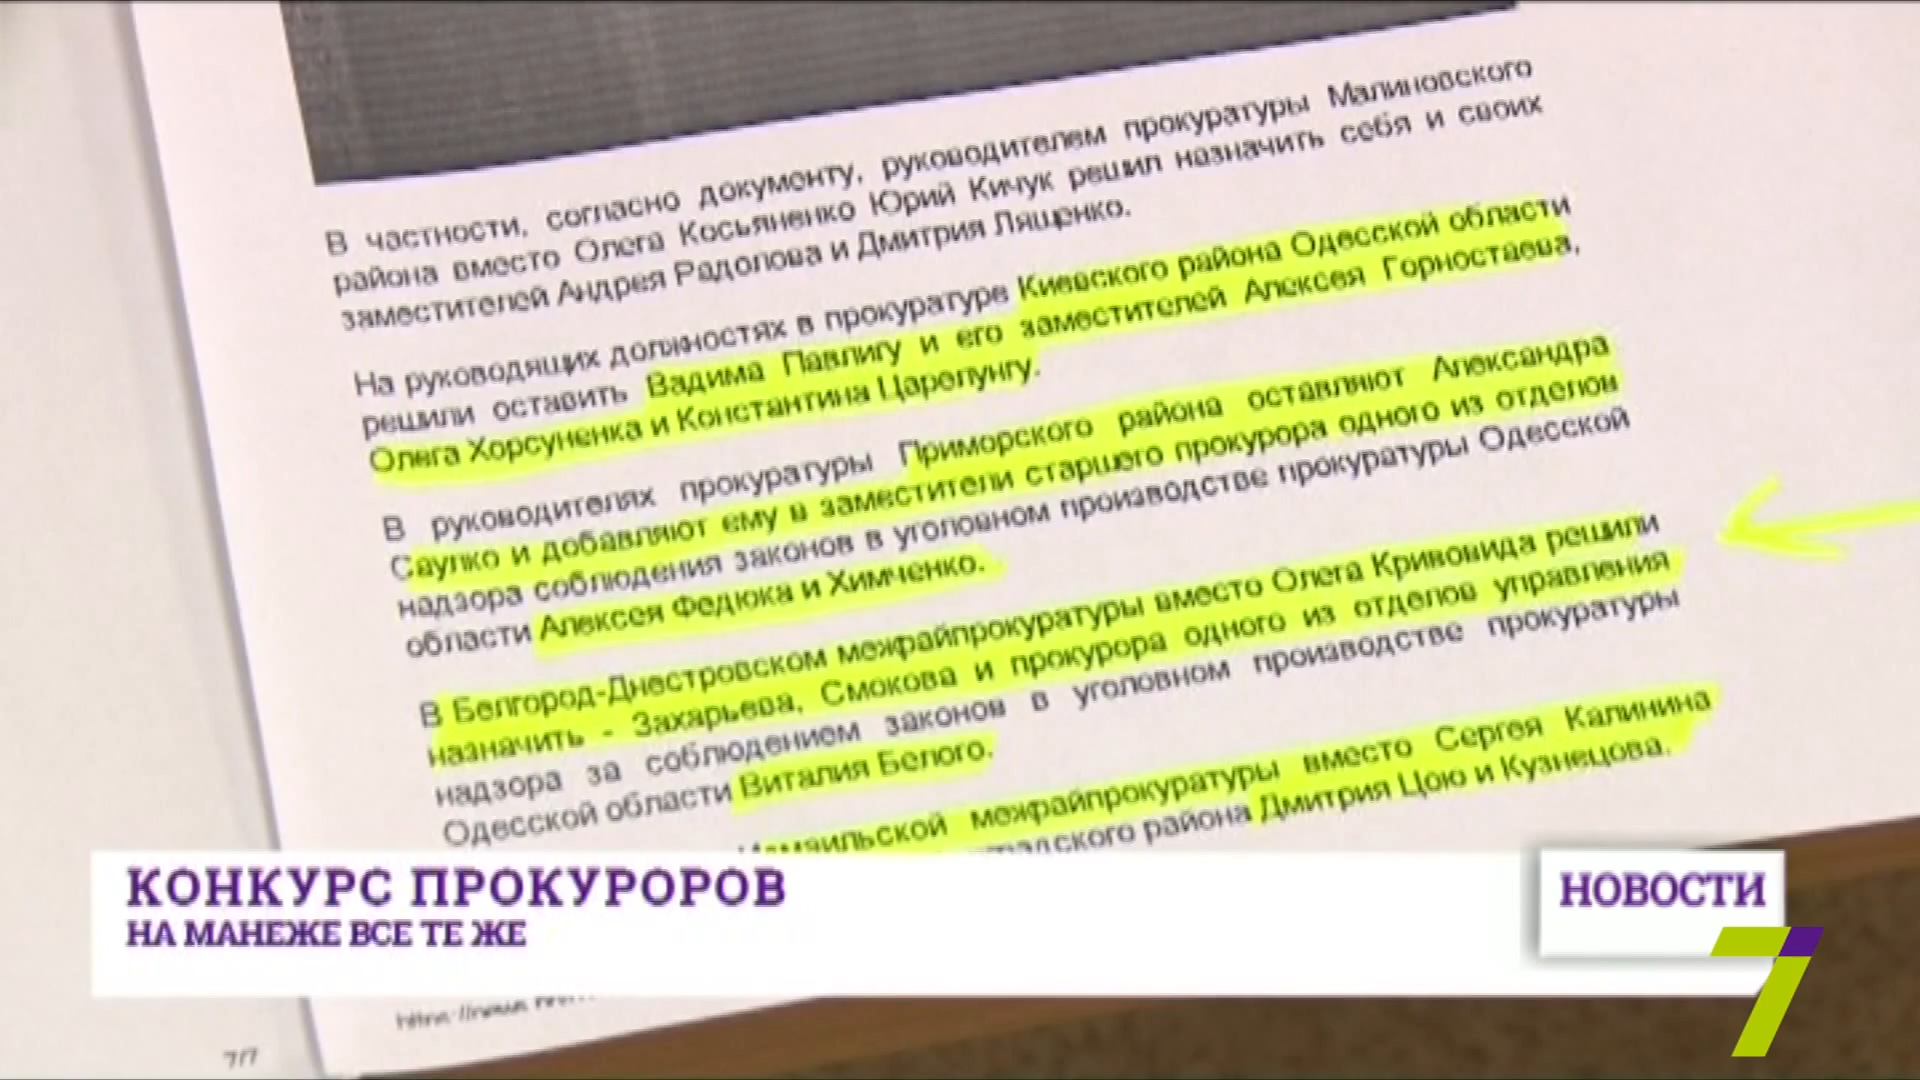 В частности, согласно документу, руководителем прокуратуры Малиновского
района вместо Олега Косьяненко Юрий Кичук решил назначить себя и своих
заместителей Андрея Радолова и Дмитрия Лященко.
На руководящих должностях в прокуратуре Киевского района Одесской области
решили оставить Вадима Павлигу и его заместителей Алексея Горностаева,
Олега Хорсуненка и Константина Царелунгу.
В руководителях прокуратуры Приморского района оставляют Александра
Саулко и добавляют ему в заместители старшего прокурора одного из отделов
надзора соблюдения законов в уголовном производстве прокуратуры Одесской
области Алексея Федюка и Химченко.
В Белгород-Днестровском межрайпрокуратуры вместо Олега Кривовида решили
назначить - Захарьева, Смокова и прокурора одного из отделов управления
надзора за соблюдением законов в уголовном производстве прокуратуры
Одесской области Виталия Белого.
Измаильской межрайпрокуратуры вместо Сергея Калинина
района Дмитрия Цою и Кузнецова.
КОНКУРС ПРОКУРОРОВ
НА МАНЕЖЕ ВСЕ ТЕ ЖЕ
НОВОСТИ
7
7/7